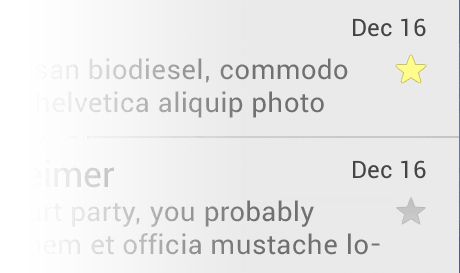 Dec 16
san biodiesel, commodo
helvetica aliquip photo
Dec 16
eimer
rt party, you probably
em et officia mustache lo-